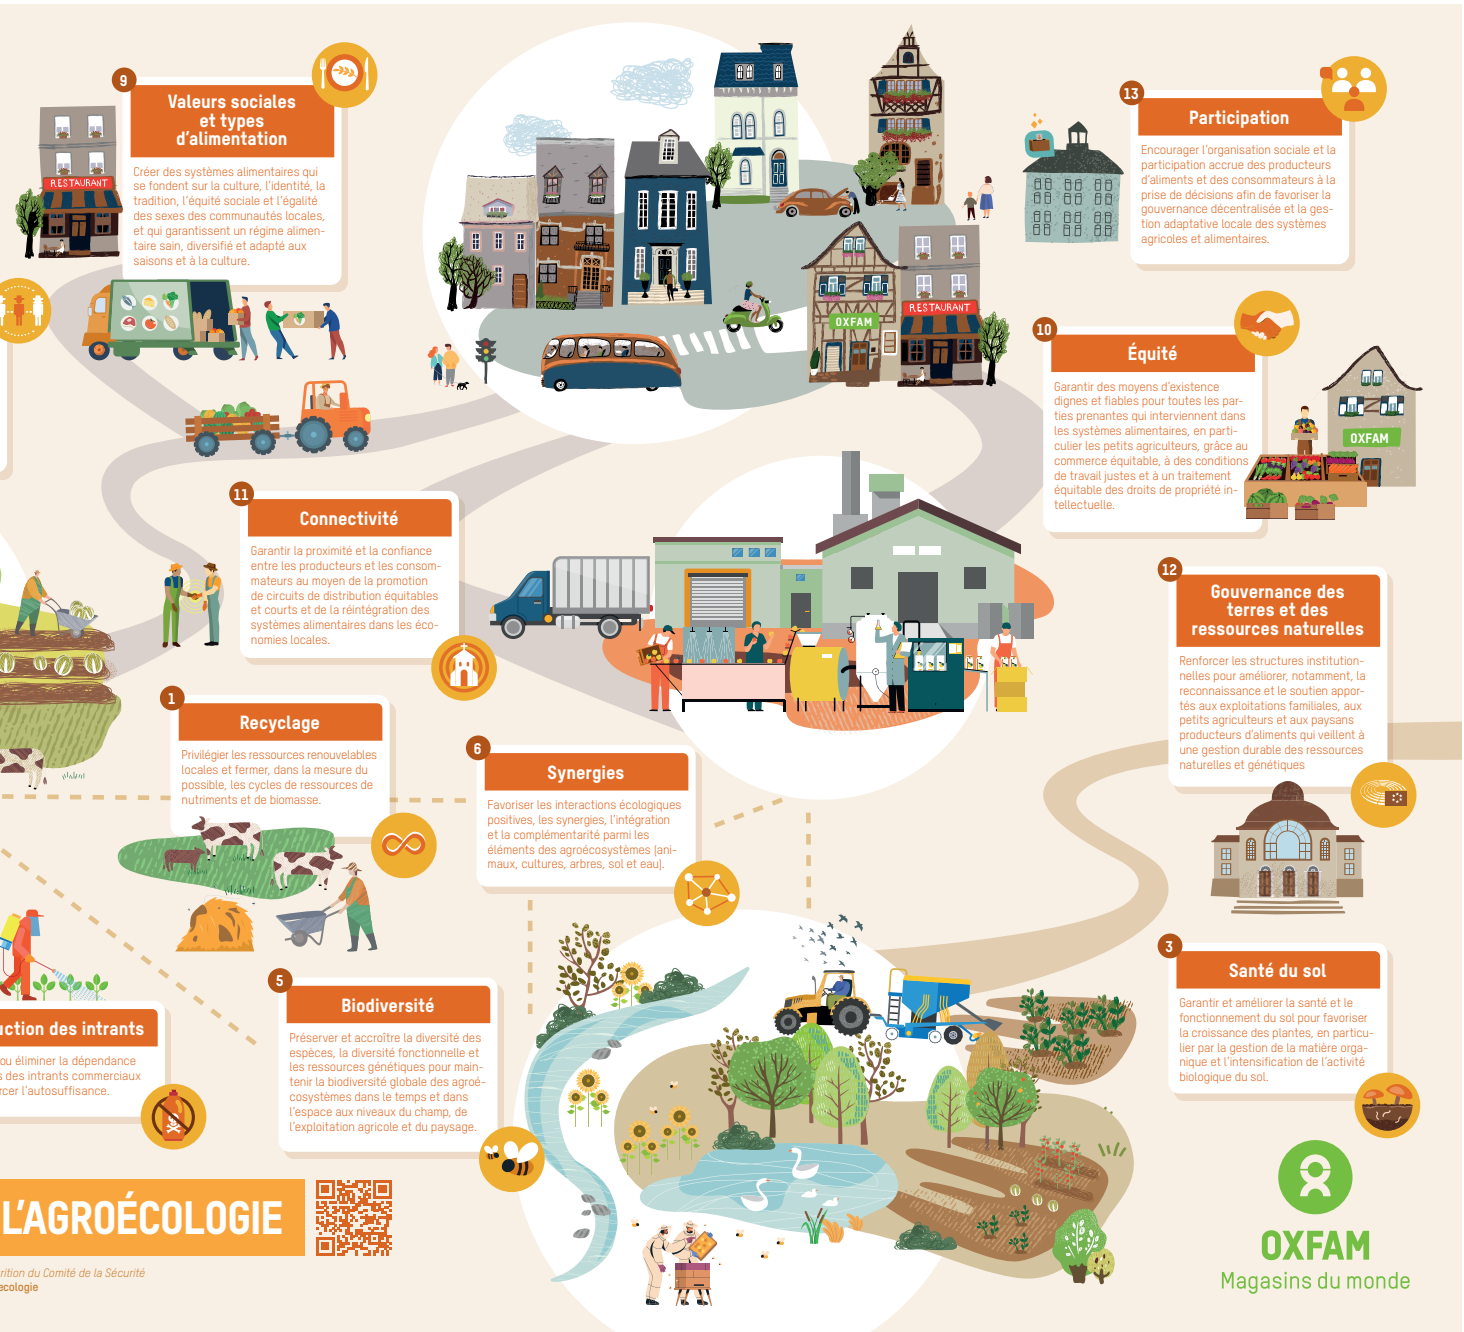 9
Valeurs sociales
et types
d'alimentation
Créer des systèmes alimentaires qui
se fondent sur la culture, l'identité, la
tradition, l'équité sociale et l'égalité
des sexes des communautés locales,
et qui garantissent un régime alimen-
taire sain, diversifié et adapté aux
saisons et à la culture.
RESTAURANT
OXFAM
RESTAURANT
13
Participation
Encourager l'organisation sociale et la
participation accrue des producteurs
d'aliments et des consommateurs à la
prise de décisions afin de favoriser la
gouvernance décentralisée et la ges-
tion adaptative locale des systèmes
agricoles et alimentaires.
10
Équité
Garantir des moyens d'existence
dignes et fiables pour toutes les par-
ties prenantes qui interviennent dans
les systèmes alimentaires, en parti-
culier les petits agriculteurs, grâce au
commerce équitable, à des conditions
de travail justes et à un traitement
équitable des droits de propriété in-
tellectuelle.
OXFAM
11
Connectivité
Garantir la proximité et la confiance
entre les producteurs et les consom-
mateurs au moyen de la promotion
de circuits de distribution équitables
et courts et de la réintégration des
systèmes alimentaires dans les éco-
nomies locales.
12
Gouvernance des
terres et des
ressources naturelles
Renforcer les structures institution-
nelles pour améliorer, notamment, la
reconnaissance et le soutien appor-
tés aux exploitations familiales, aux
petits agriculteurs et aux paysans
producteurs d'aliments qui veillent à
une gestion durable des ressources
naturelles et génétiques
1
Recyclage
Privilégier les ressources renouvelables
locales et fermer, dans la mesure du
possible, les cycles de ressources de
nutriments et de biomasse.
6
Synergies
Favoriser les interactions écologiques
positives, les synergies, l'intégration
et la complémentarité parmi les
éléments des agroécosystèmes (ani-
maux, cultures, arbres, sol et eau).
3
Santé du sol
Garantir et améliorer la santé et le
fonctionnement du sol pour favoriser
la croissance des plantes, en particu-
lier par la gestion de la matière orga-
nique et l'intensification de l'activité
biologique du sol.
5
Biodiversité
Préserver et accroître la diversité des
espèces, la diversité fonctionnelle et
les ressources génétiques pour main-
tenir la biodiversité globale des agroé-
cosystèmes dans le temps et dans
l'espace aux niveaux du champ, de
l'exploitation agricole et du paysage.
uction des intrants
ou éliminer la dépendance
s des intrants commerciaux
rcer l'autosuffisance.
L'AGROÉCOLOGIE
rition du Comité de la Sécurité
ecologie
OXFAM
Magasins du monde